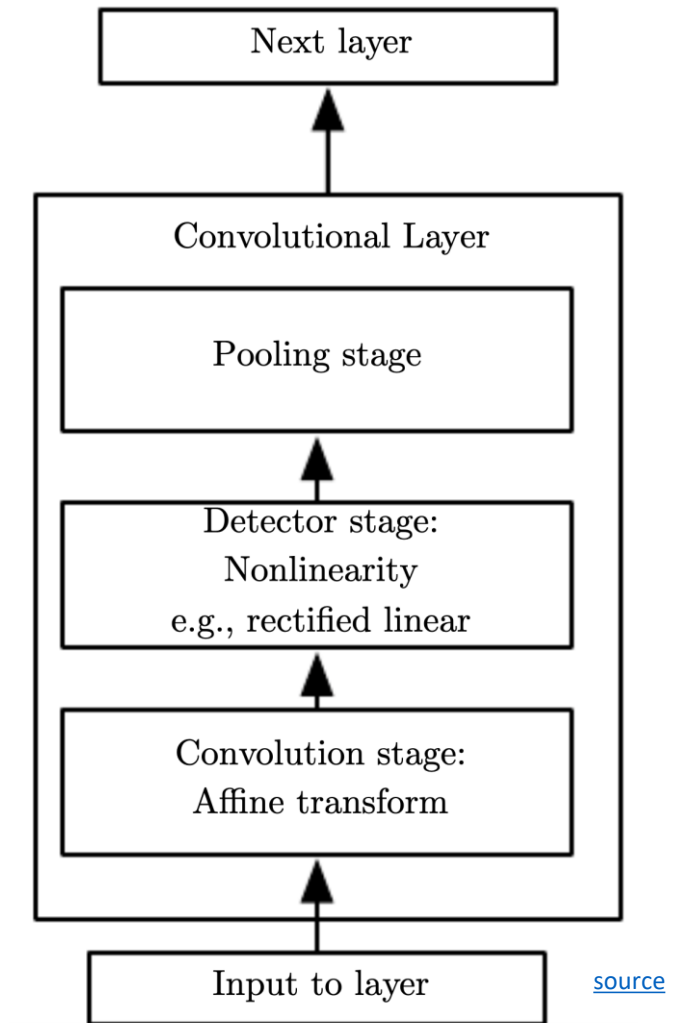 Next layer
Convolutional Layer
Pooling stage
Detector stage:
Nonlinearity
e.g., rectified linear
Convolution stage:
Affine transform
Input to layer
source